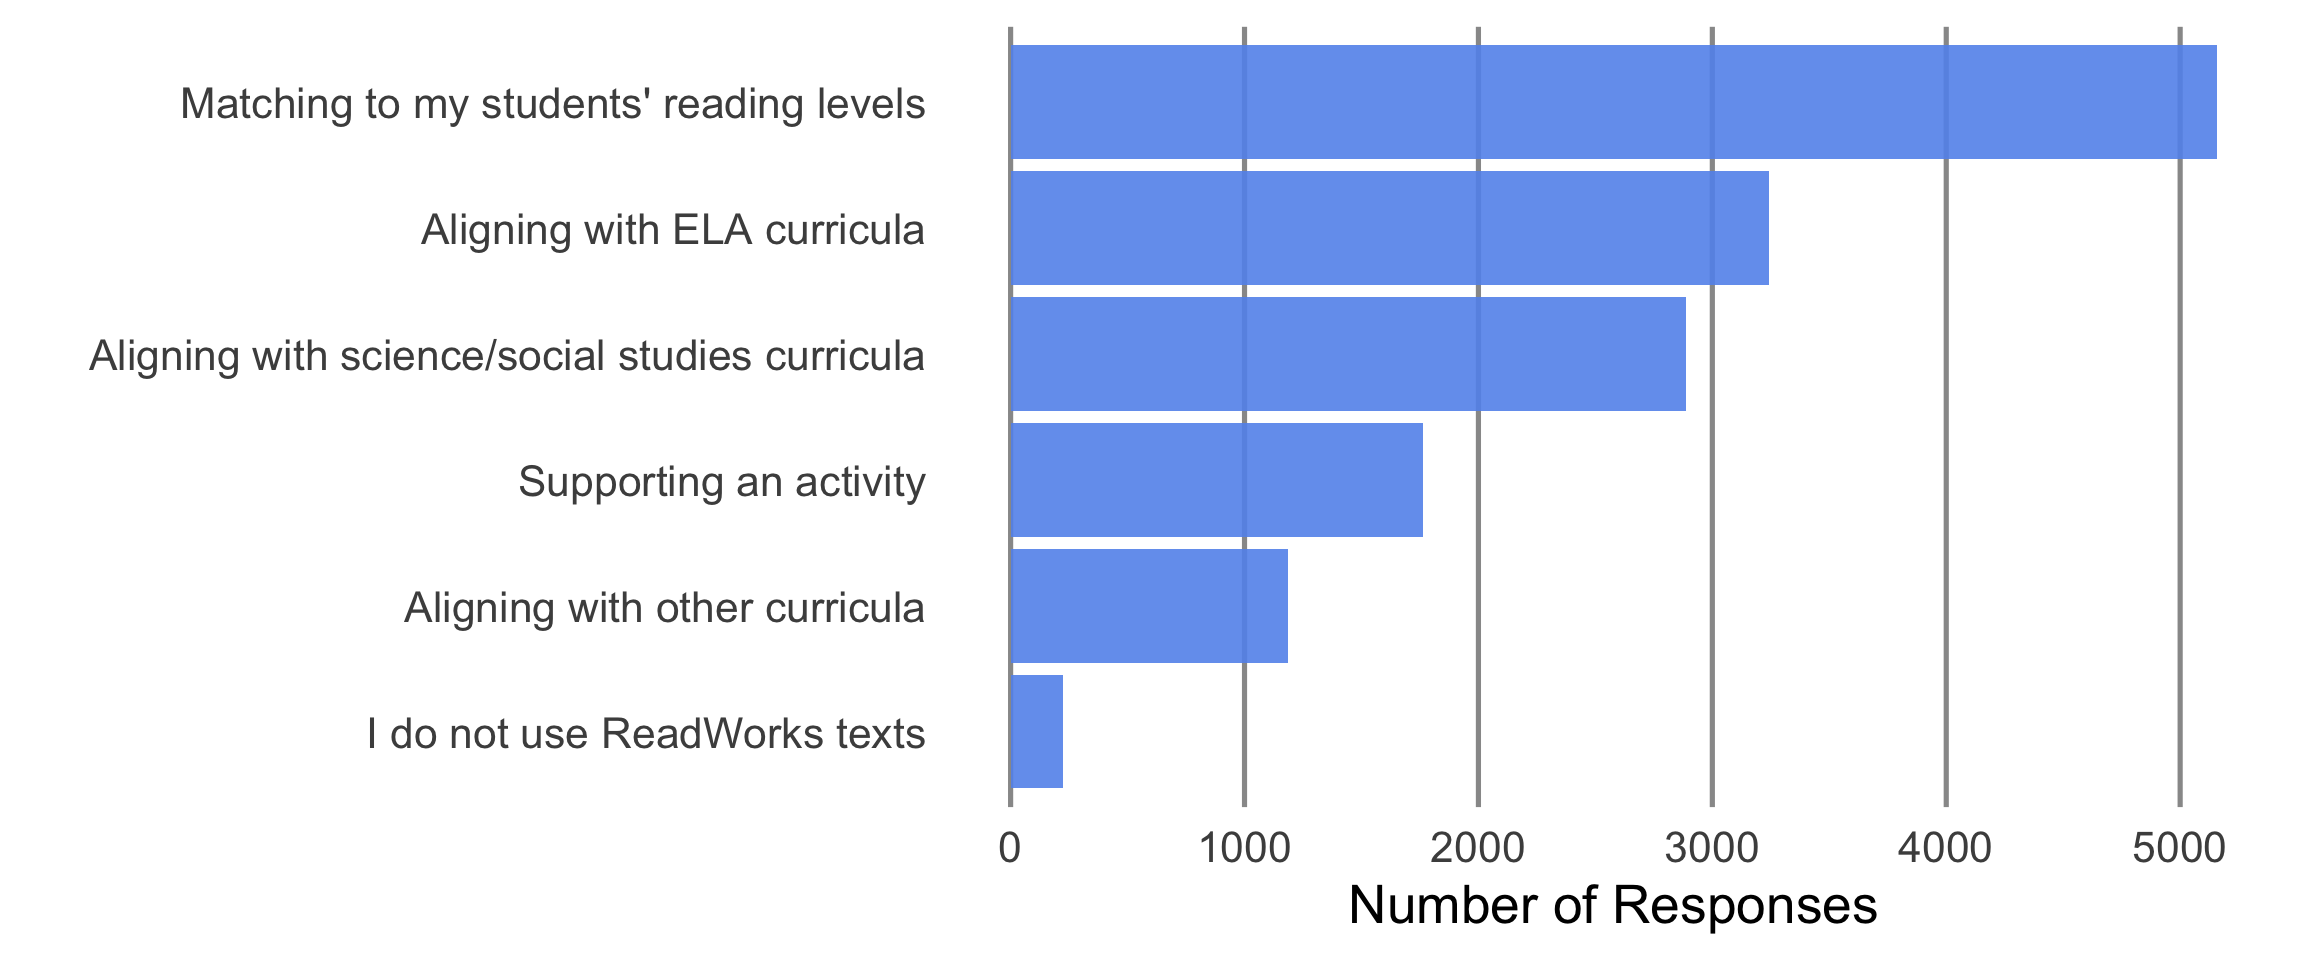 Matching to my students' reading levels
Aligning with ELA curricula
Aligning with science/social studies curricula
Supporting an activity
Aligning with other curricula
I do not use ReadWorks texts
0 1000 2000 3000 4000 5000
Number of Responses